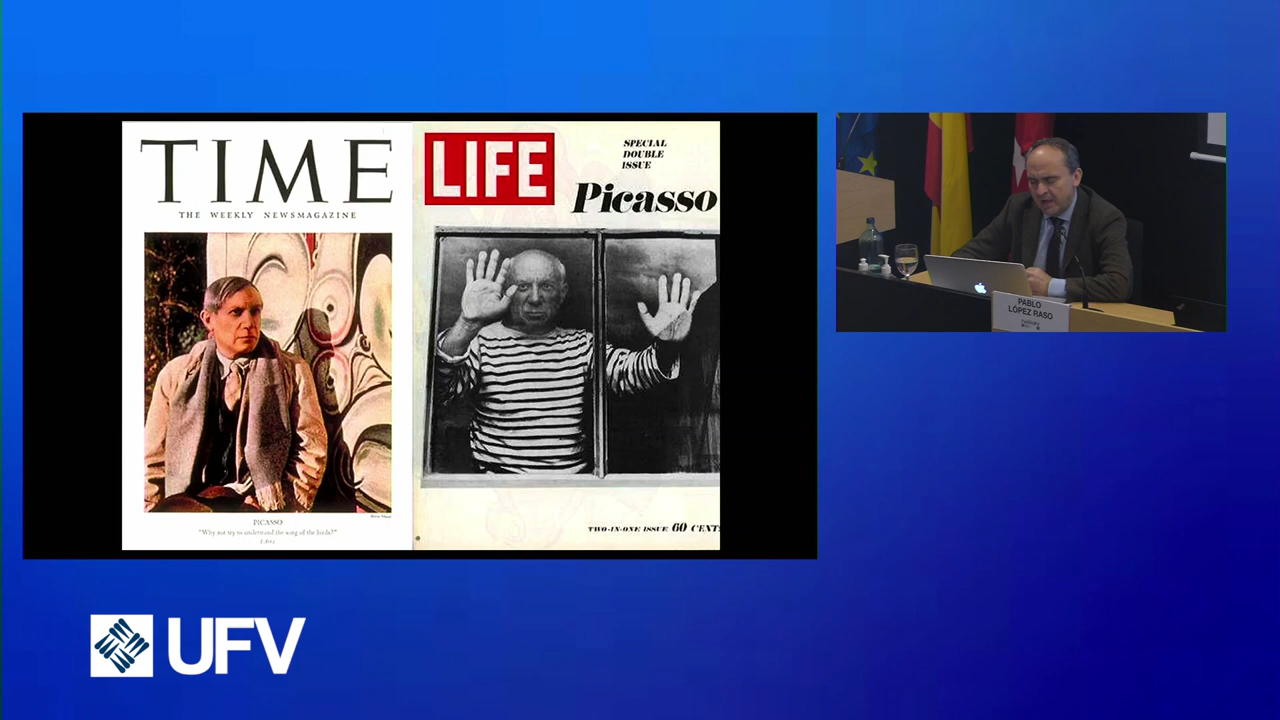 TIME
THE WEEKLY NEWSMAGAZINE
PICASSO
"Why not try to understand the song of the birds?"
LIFE
SPECIAL
DOUBLE
ISSUE
Picasso
TWO-IN-ONE ISSUE 60 CENTS
PABLO
LÓPEZ RASO
UFV